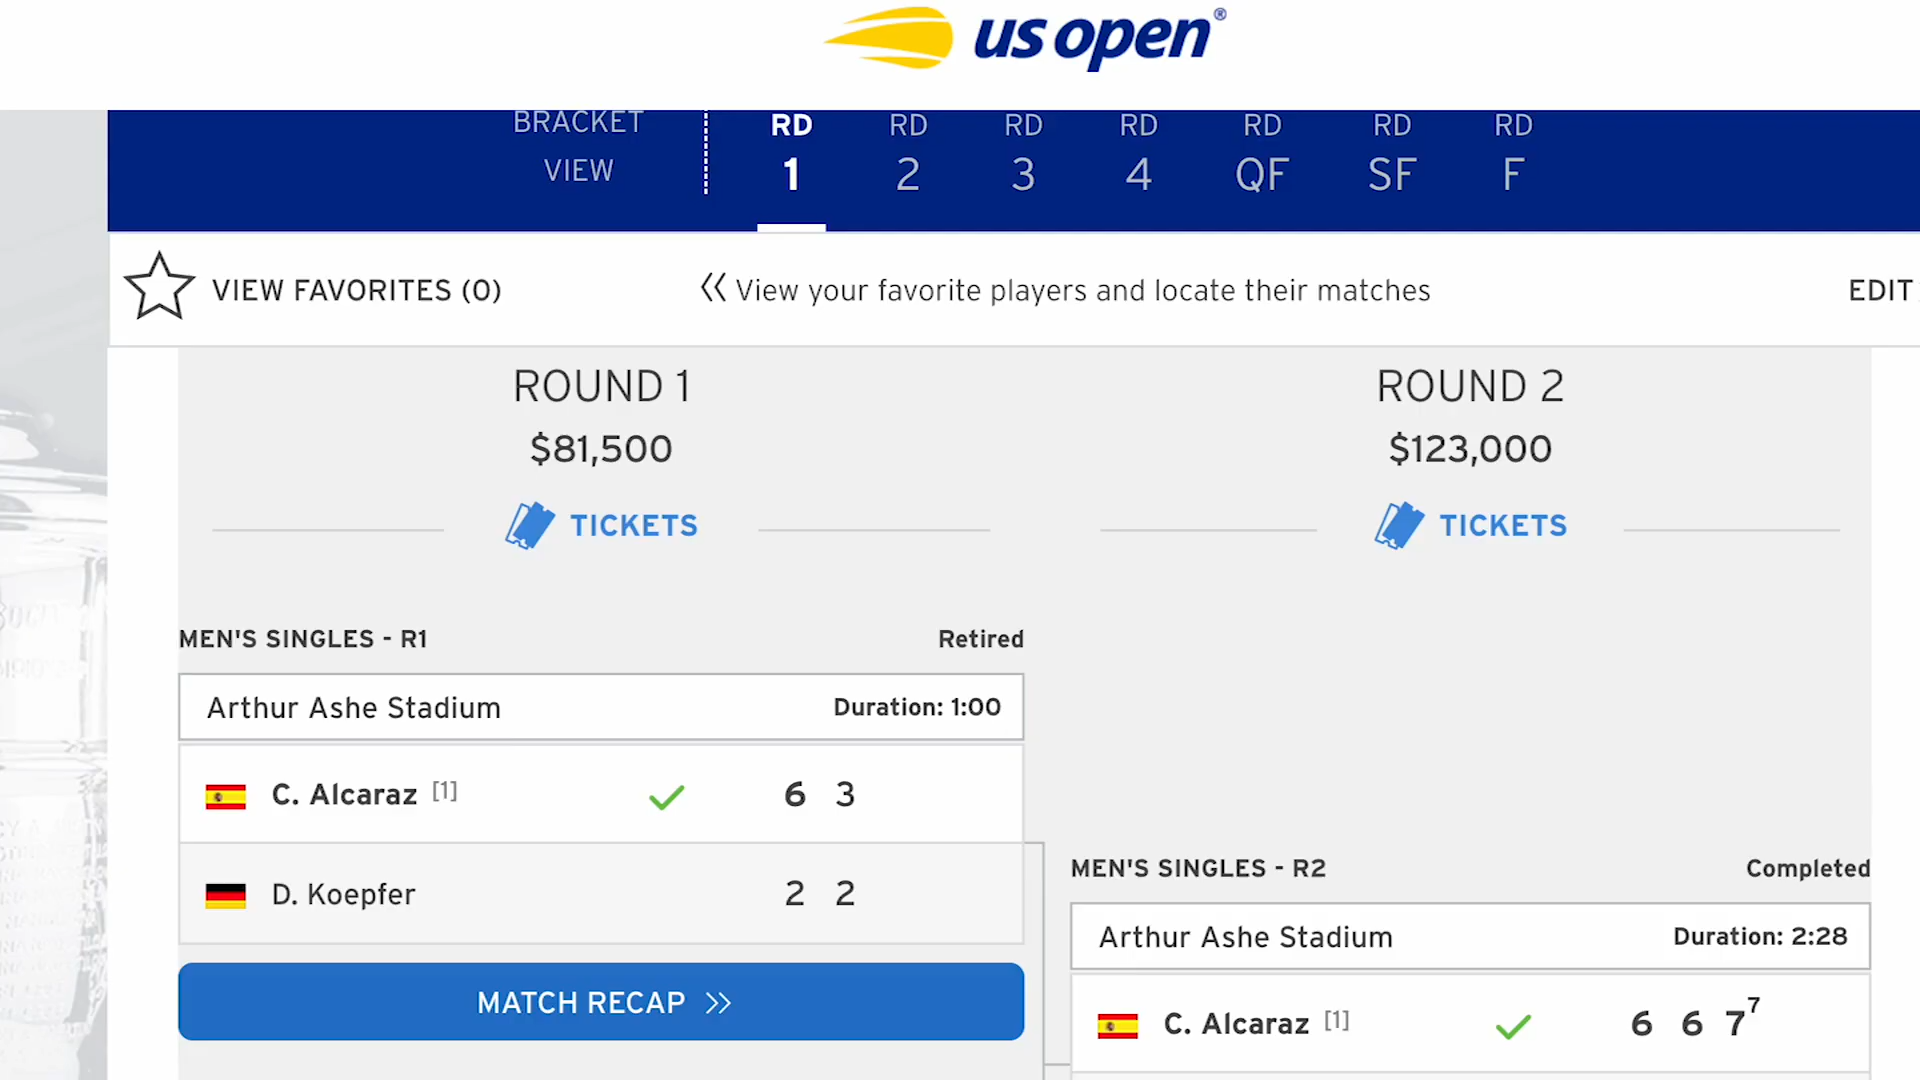 us open®
BRACKET VIEW
RD 1
RD 2
RD 3
RD 4
RD QF
RD SF
RD F
VIEW FAVORITES (0)
View your favorite players and locate their matches
EDIT
ROUND 1
$81,500
TICKETS
ROUND 2
$123,000
TICKETS
MEN'S SINGLES - R1 Retired
Arthur Ashe Stadium Duration: 1:00
C. Alcaraz [1] 6 3
D. Koepfer 2 2
MATCH RECAP
MEN'S SINGLES - R2 Completed
Arthur Ashe Stadium Duration: 2:28
C. Alcaraz [1] 6 6 7 7